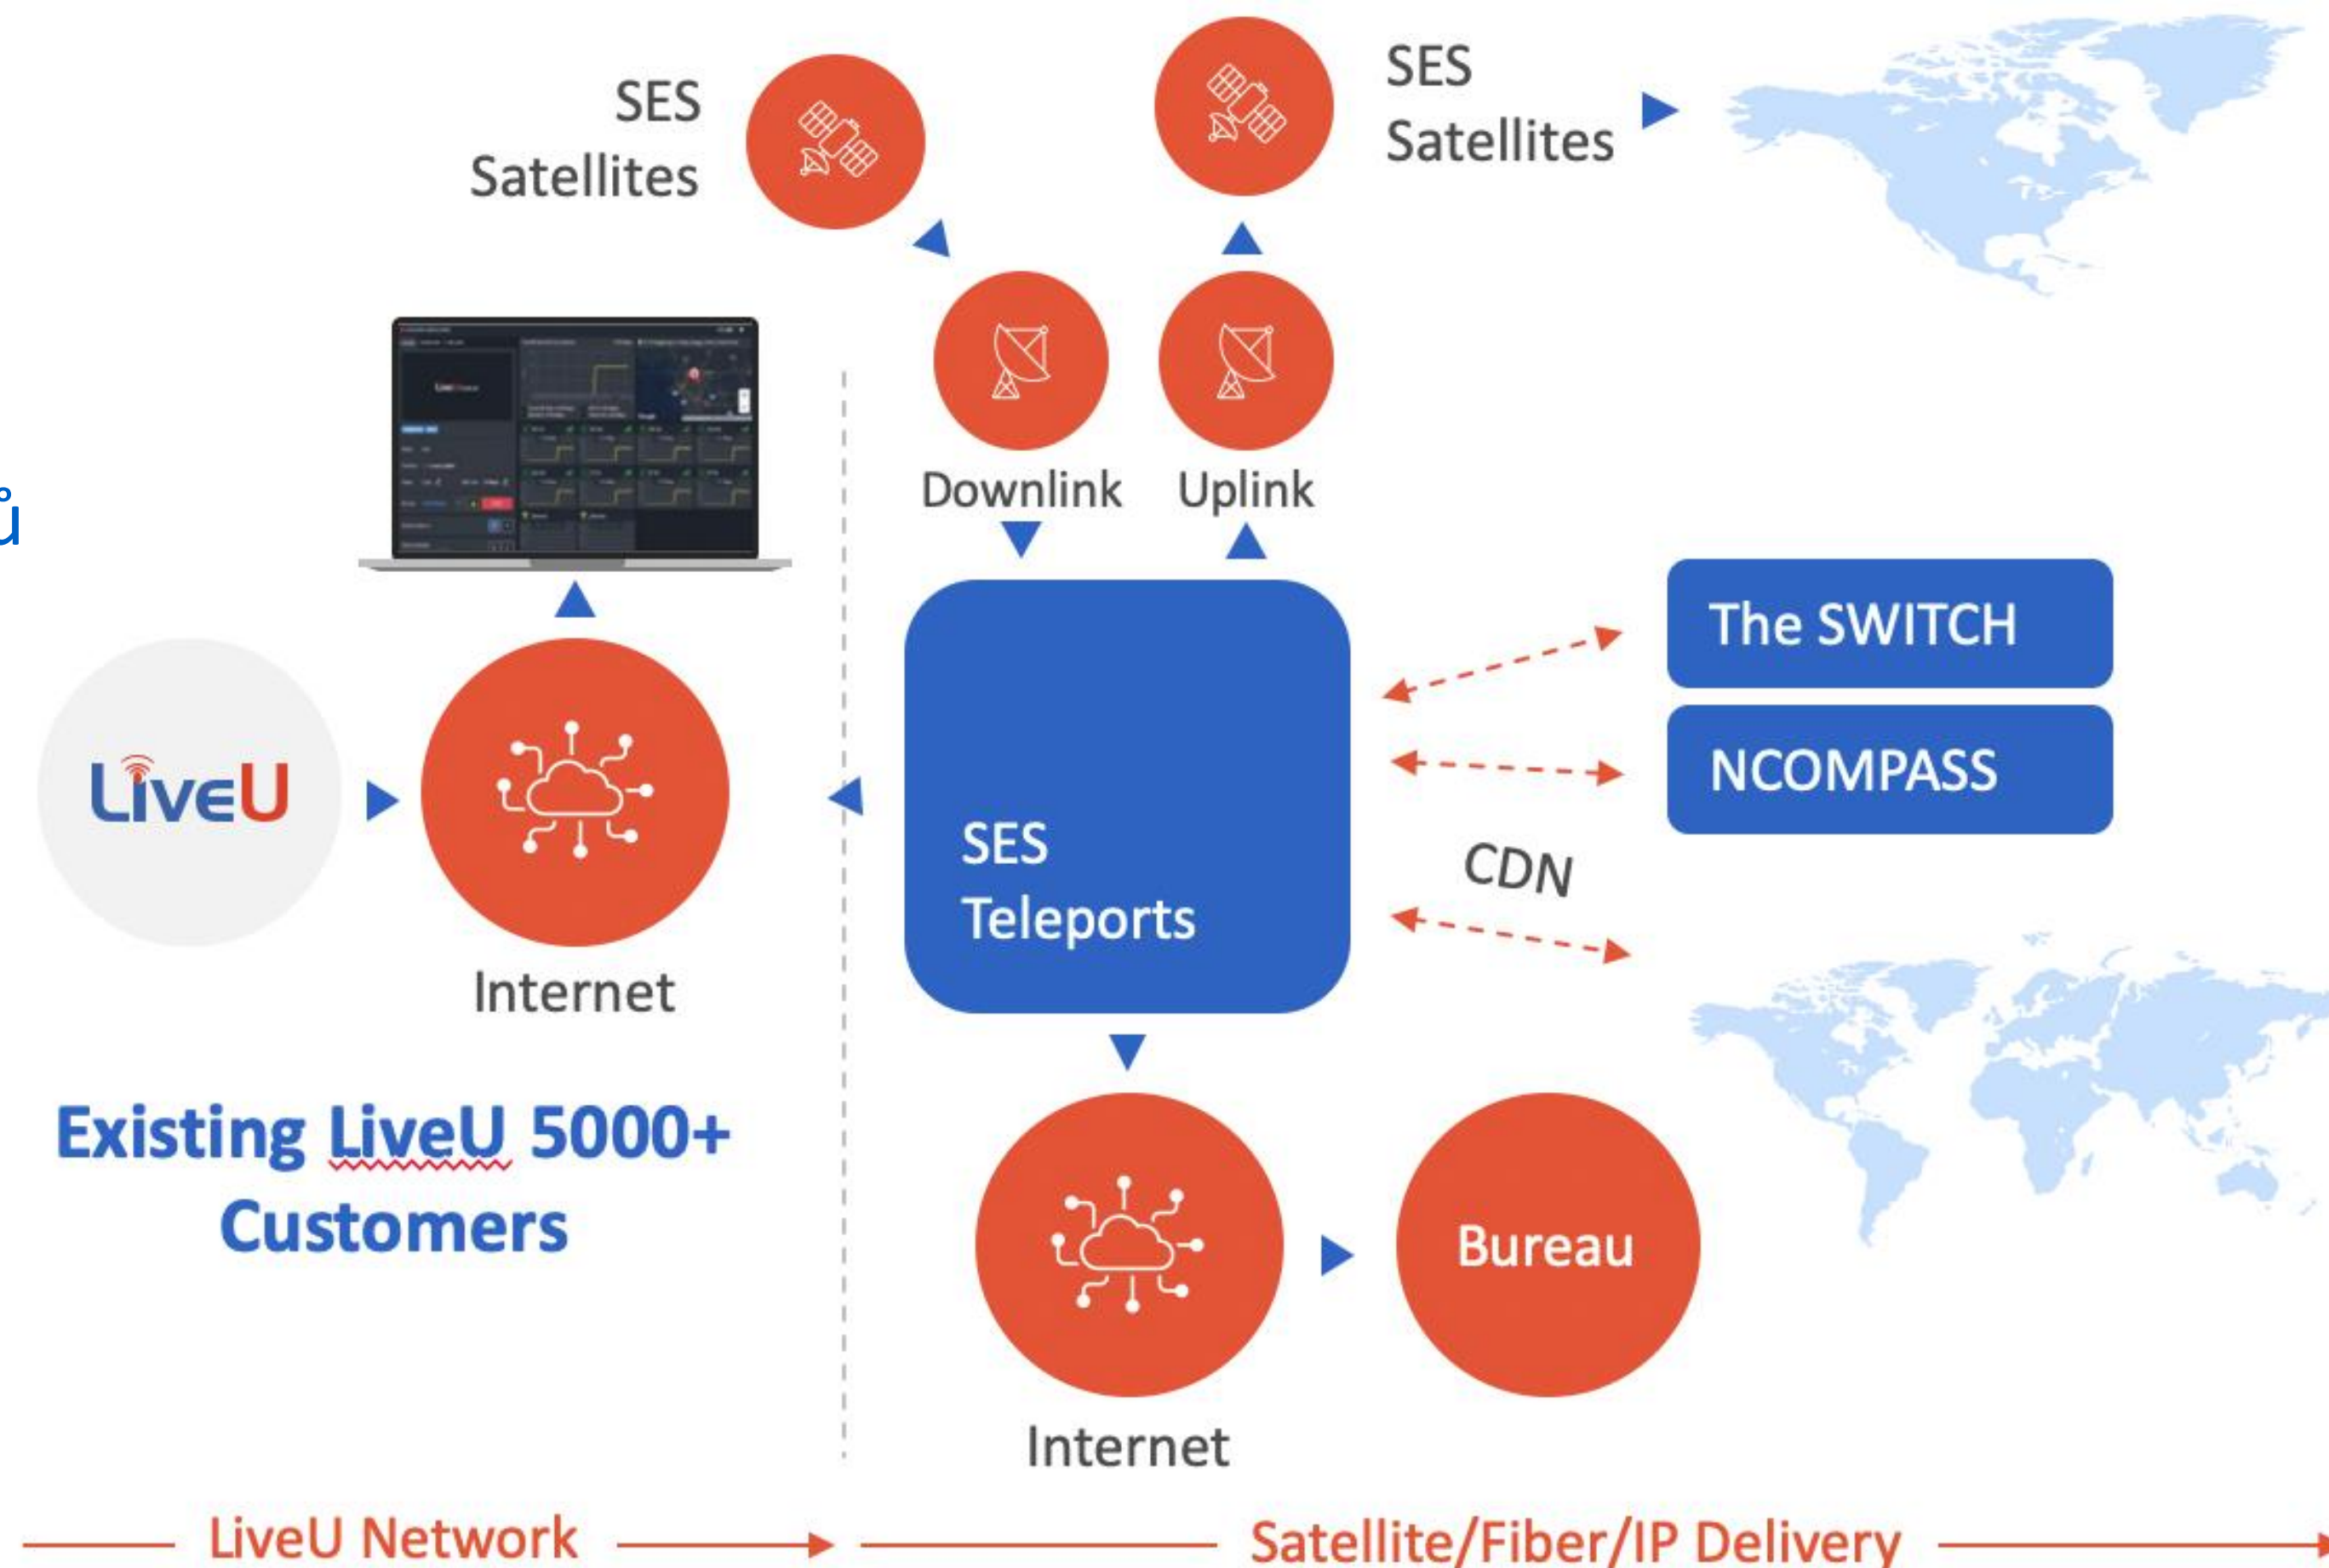 SES
Satellites
SES
Satellites
Downlink
Uplink
ů
The SWITCH
NCOMPASS
LiveU
SES
Teleports
CDN
Internet
Existing LiveU 5000+
Customers
Bureau
Internet
LiveU Network
Satellite/Fiber/IP Delivery